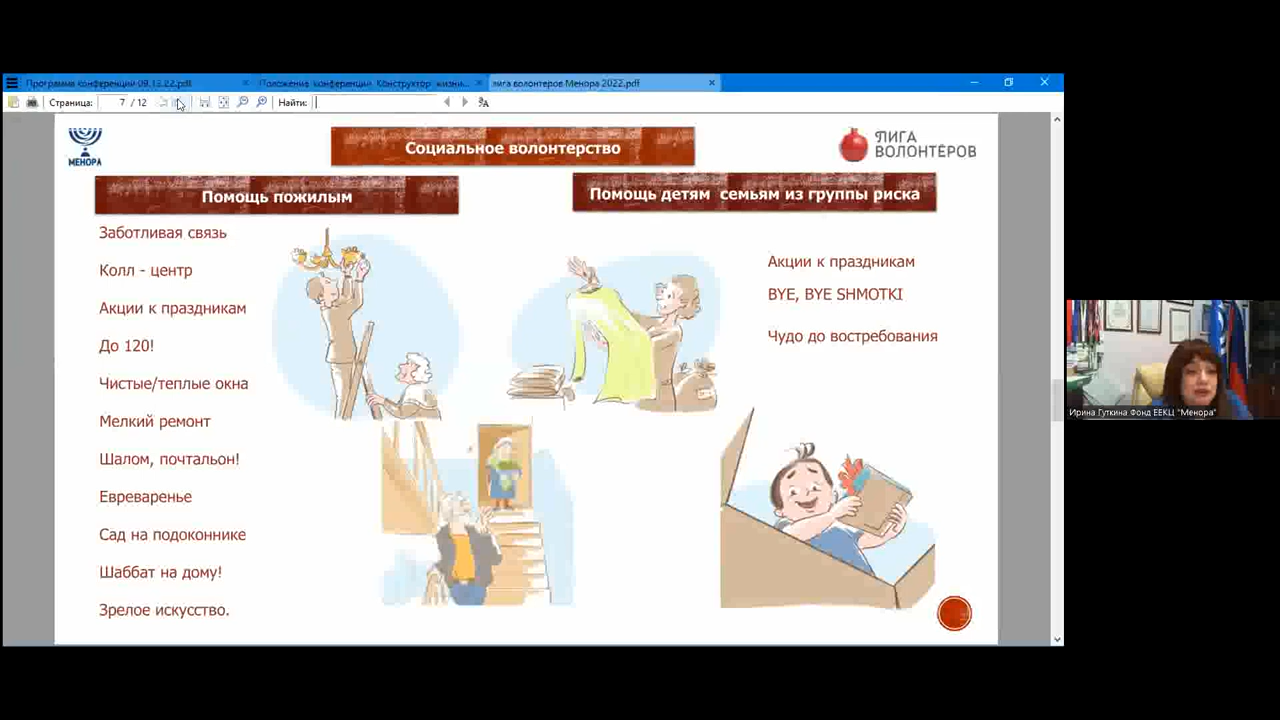 Программа конференции 09.13.22.pdf
Положение конференции Конструктор жизни...
лига волонтеров Менора 2022.pdf
Страница: 7 / 12
Найти:
МЕНОРА
Социальное волонтерство
ЛИГА
ВОЛОНТЁРОВ
Помощь пожилым
Помощь детям семьям из группы риска
Заботливая связь
Колл - центр
Акции к праздникам
До 120!
Чистые/теплые окна
Мелкий ремонт
Шалом, почтальон!
Евреваренье
Сад на подоконнике
Шаббат на дому!
Зрелое искусство.
Акции к праздникам
BYE, BYE SHMOTKI
Чудо до востребования
Ирина Гуткина Фонд ЕЕКЦ "Менора"